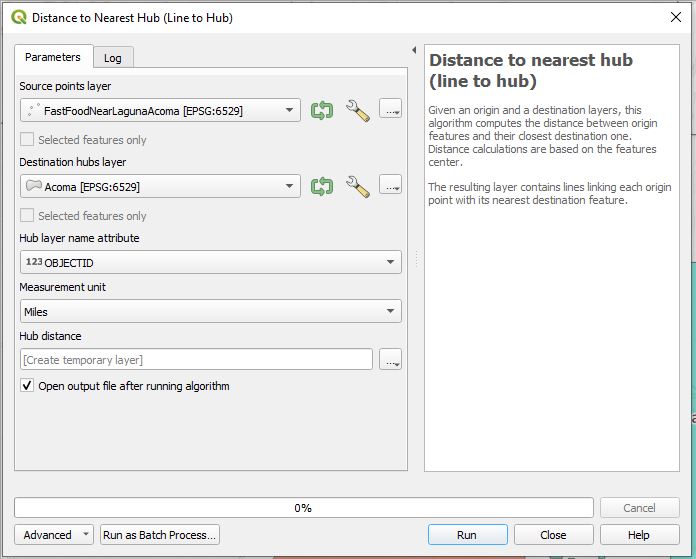 Distance to Nearest Hub (Line to Hub)
Parameters
Log
Source points layer
FastFoodNearLagunaAcoma [EPSG:6529]
...
Selected features only
Destination hubs layer
Acoma [EPSG:6529]
...
Selected features only
Hub layer name attribute
123 OBJECTID
Measurement unit
Miles
Hub distance
[Create temporary layer]
...
Open output file after running algorithm
Distance to nearest hub
(line to hub)
Given an origin and a destination layers, this
algorithm computes the distance between origin
features and their closest destination one.
Distance calculations are based on the features
center.
The resulting layer contains lines linking each origin
point with its nearest destination feature.
0%
Cancel
Advanced
Run as Batch Process...
Run
Close
Help